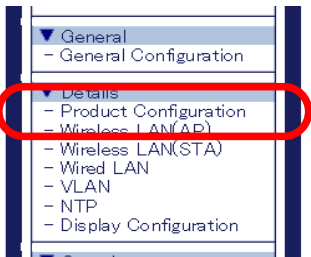 ▼ General
- General Configuration
▼ Details
- Product Configuration
- Wireless LAN(AP)
- Wireless LAN(STA)
- Wired LAN
- VLAN
- NTP
- Display Configuration